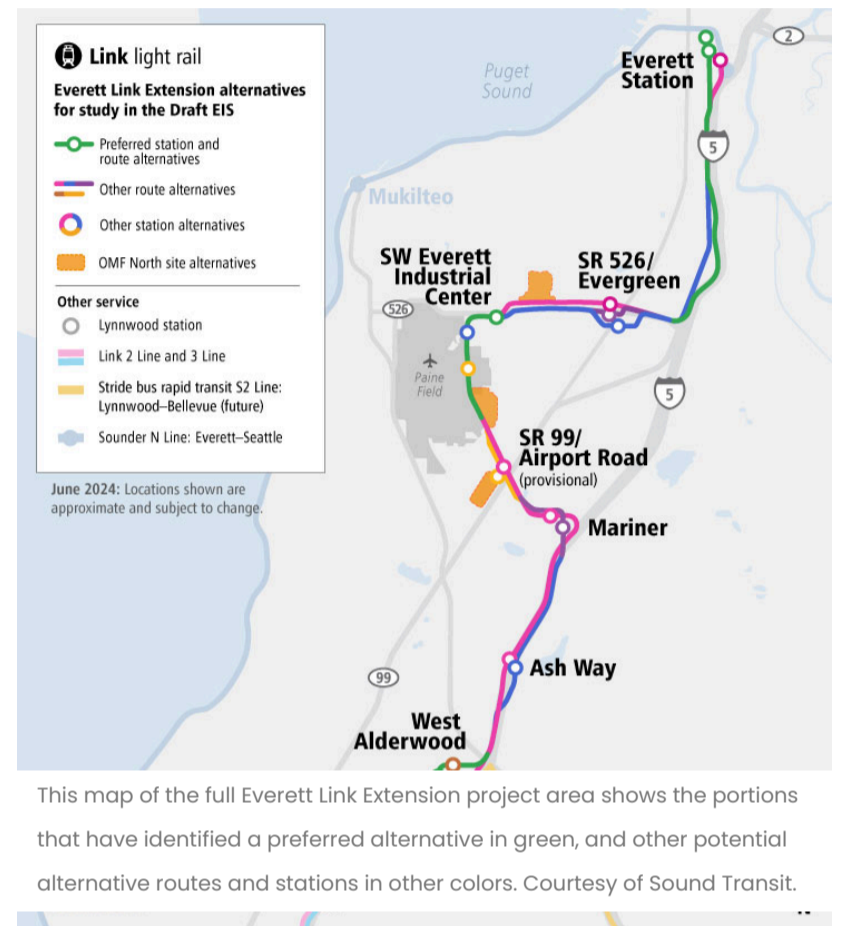 Link light rail
Everett Link Extension alternatives
for study in the Draft EIS
Preferred station and
route alternatives
Other route alternatives
Other station alternatives
OMF North site alternatives
Other service
Lynnwood station
Link 2 Line and 3 Line
Stride bus rapid transit S2 Line:
Lynnwood–Bellevue (future)
Sounder N Line: Everett–Seattle
June 2024: Locations shown are
approximate and subject to change.
Puget
Sound
Everett
Station
2
5
Mukilteo
SW Everett
Industrial
Center
SR 526/
Evergreen
526
Paine
Field
5
SR 99/
Airport Road
(provisional)
Mariner
Ash Way
99
West
Alderwood
This map of the full Everett Link Extension project area shows the portions
that have identified a preferred alternative in green, and other potential
alternative routes and stations in other colors. Courtesy of Sound Transit.